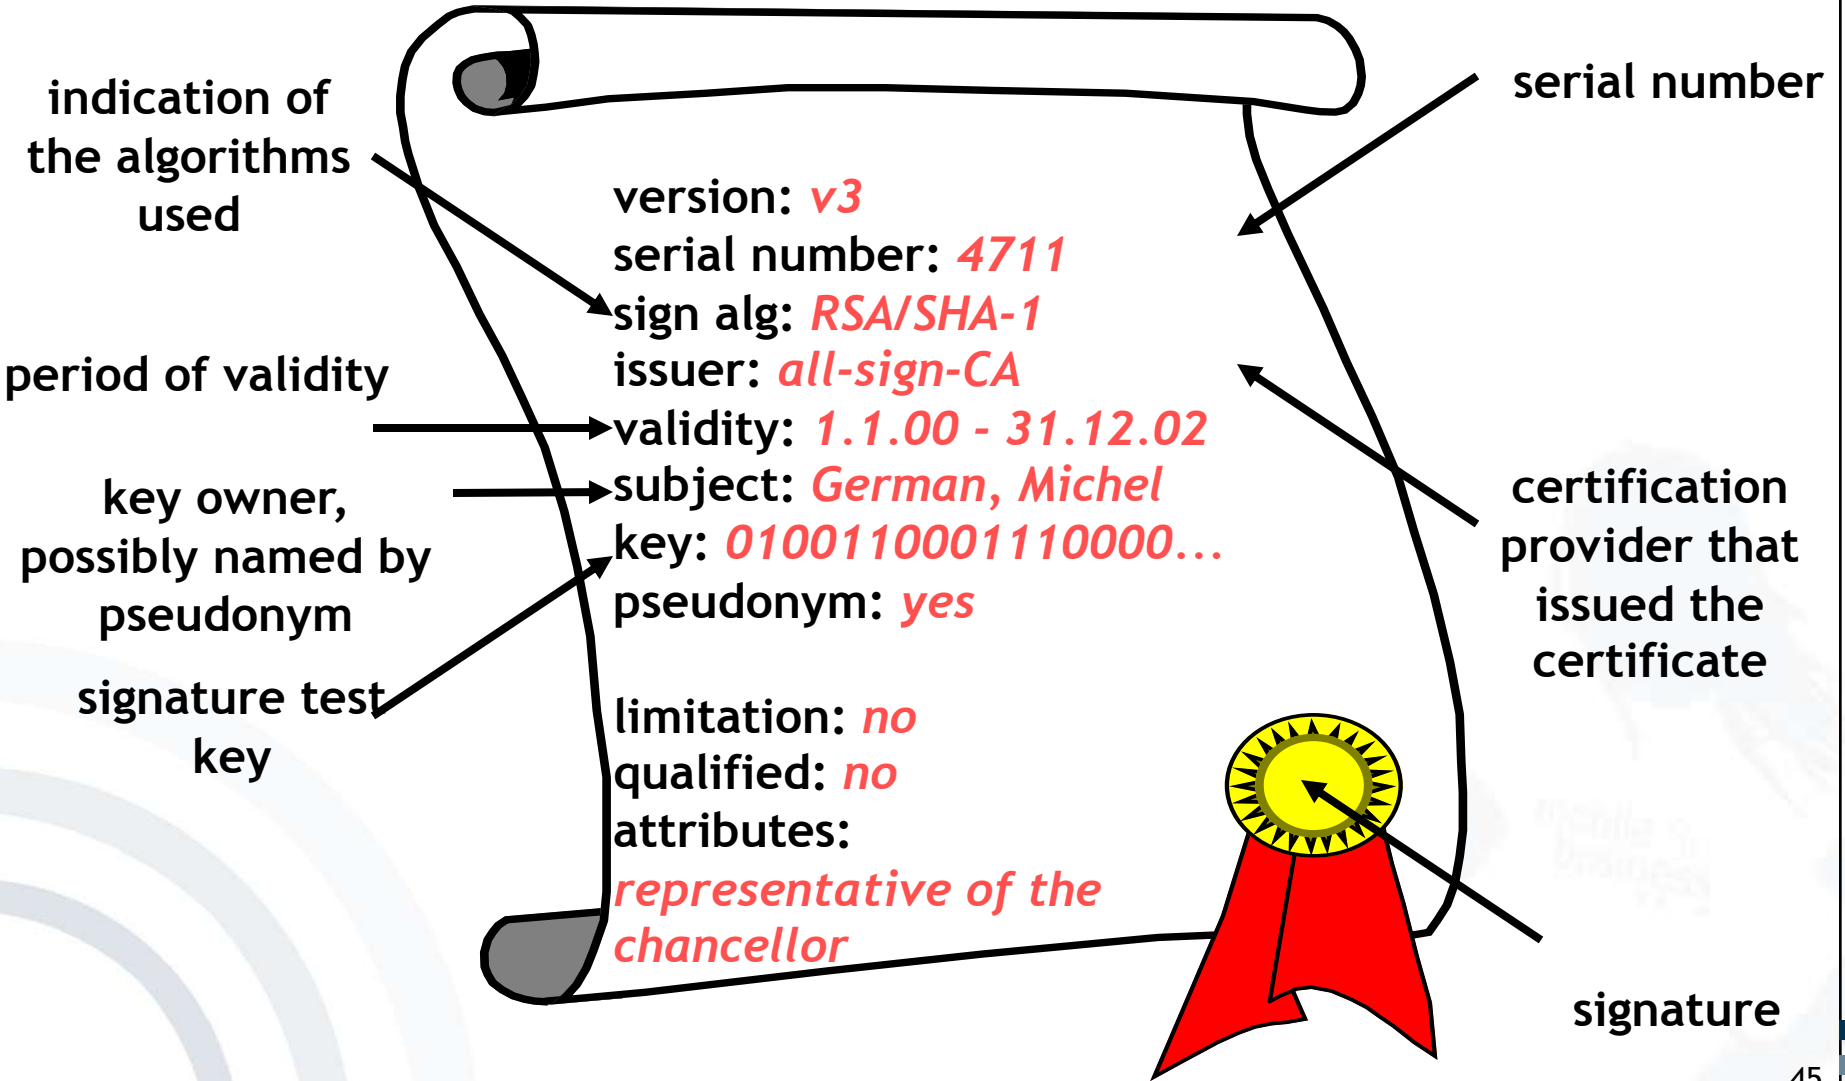 indication of
the algorithms
used
period of validity
key owner,
possibly named by
pseudonym
signature test
key
version: v3
serial number: 4711
sign alg: RSA/SHA-1
issuer: all-sign-CA
validity: 1.1.00 - 31.12.02
subject: German, Michel
key: 0100110001110000...
pseudonym: yes
limitation: no
qualified: no
attributes:
representative of the
chancellor
serial number
certification
provider that
issued the
certificate
signature
45